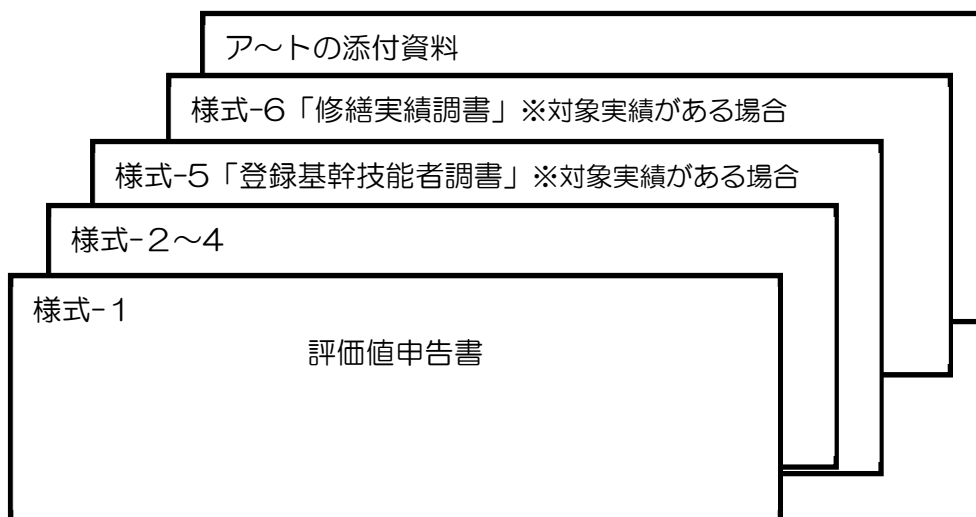 ア～トの添付資料
様式-6「修繕実績調書」※対象実績がある場合
様式-5「登録基幹技能者調書」※対象実績がある場合
様式-２～4
様式-１
評価値申告書